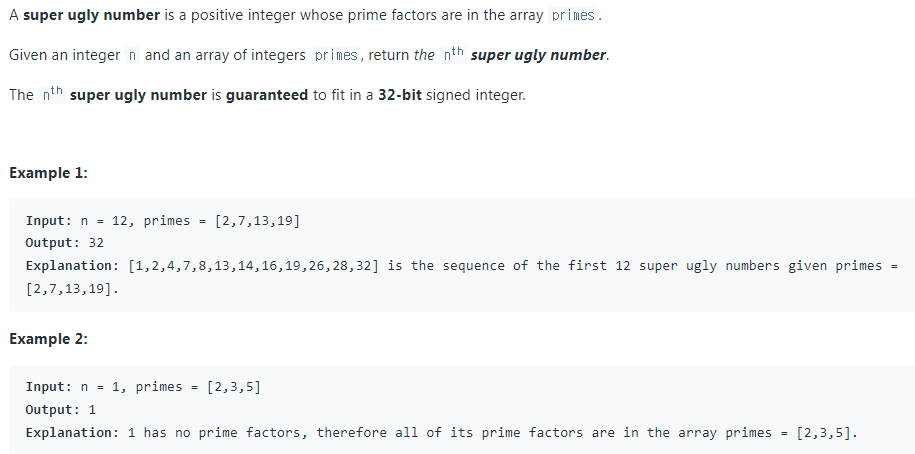 A super ugly number is a positive integer whose prime factors are in the array primes.
Given an integer n and an array of integers primes, return the nth super ugly number.
The nth super ugly number is guaranteed to fit in a 32-bit signed integer.
Example 1:
Input: n = 12, primes = [2,7,13,19]
Output: 32
Explanation: [1,2,4,7,8,13,14,16,19,26,28,32] is the sequence of the first 12 super ugly numbers given primes =
[2,7,13,19].
Example 2:
Input: n = 1, primes = [2,3,5]
Output: 1
Explanation: 1 has no prime factors, therefore all of its prime factors are in the array primes = [2,3,5].